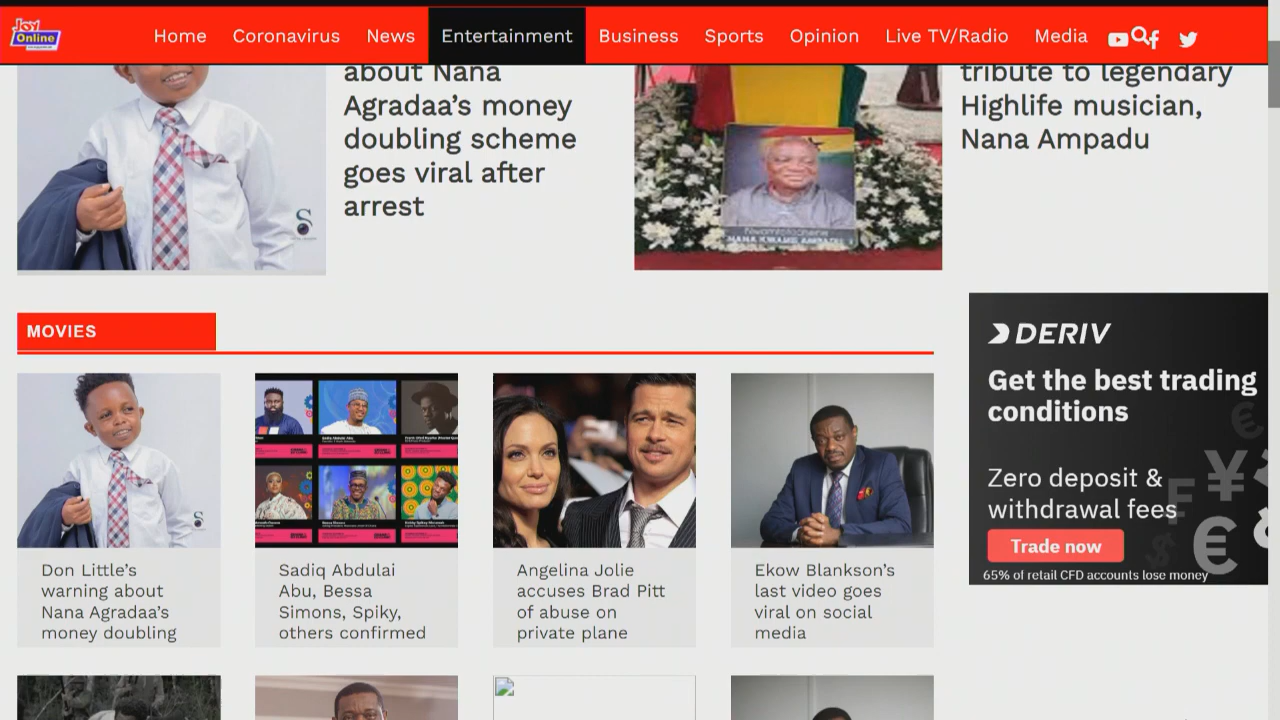 Joy
Online
Home
Coronavirus
News
Entertainment
Business
Sports
Opinion
Live TV/Radio
Media
about Nana
Agradaa’s money
doubling scheme
goes viral after
arrest
tribute to legendary
Highlife musician,
Nana Ampadu
MOVIES
Don Little’s
warning about
Nana Agradaa’s
money doubling
Sadiq Abdulai
Abu, Bessa
Simons, Spiky,
others confirmed
Angelina Jolie
accuses Brad Pitt
of abuse on
private plane
Ekow Blankson’s
last video goes
viral on social
media
DERIV
Get the best trading
conditions
Zero deposit &
withdrawal fees
Trade now
65% of retail CFD accounts lose money